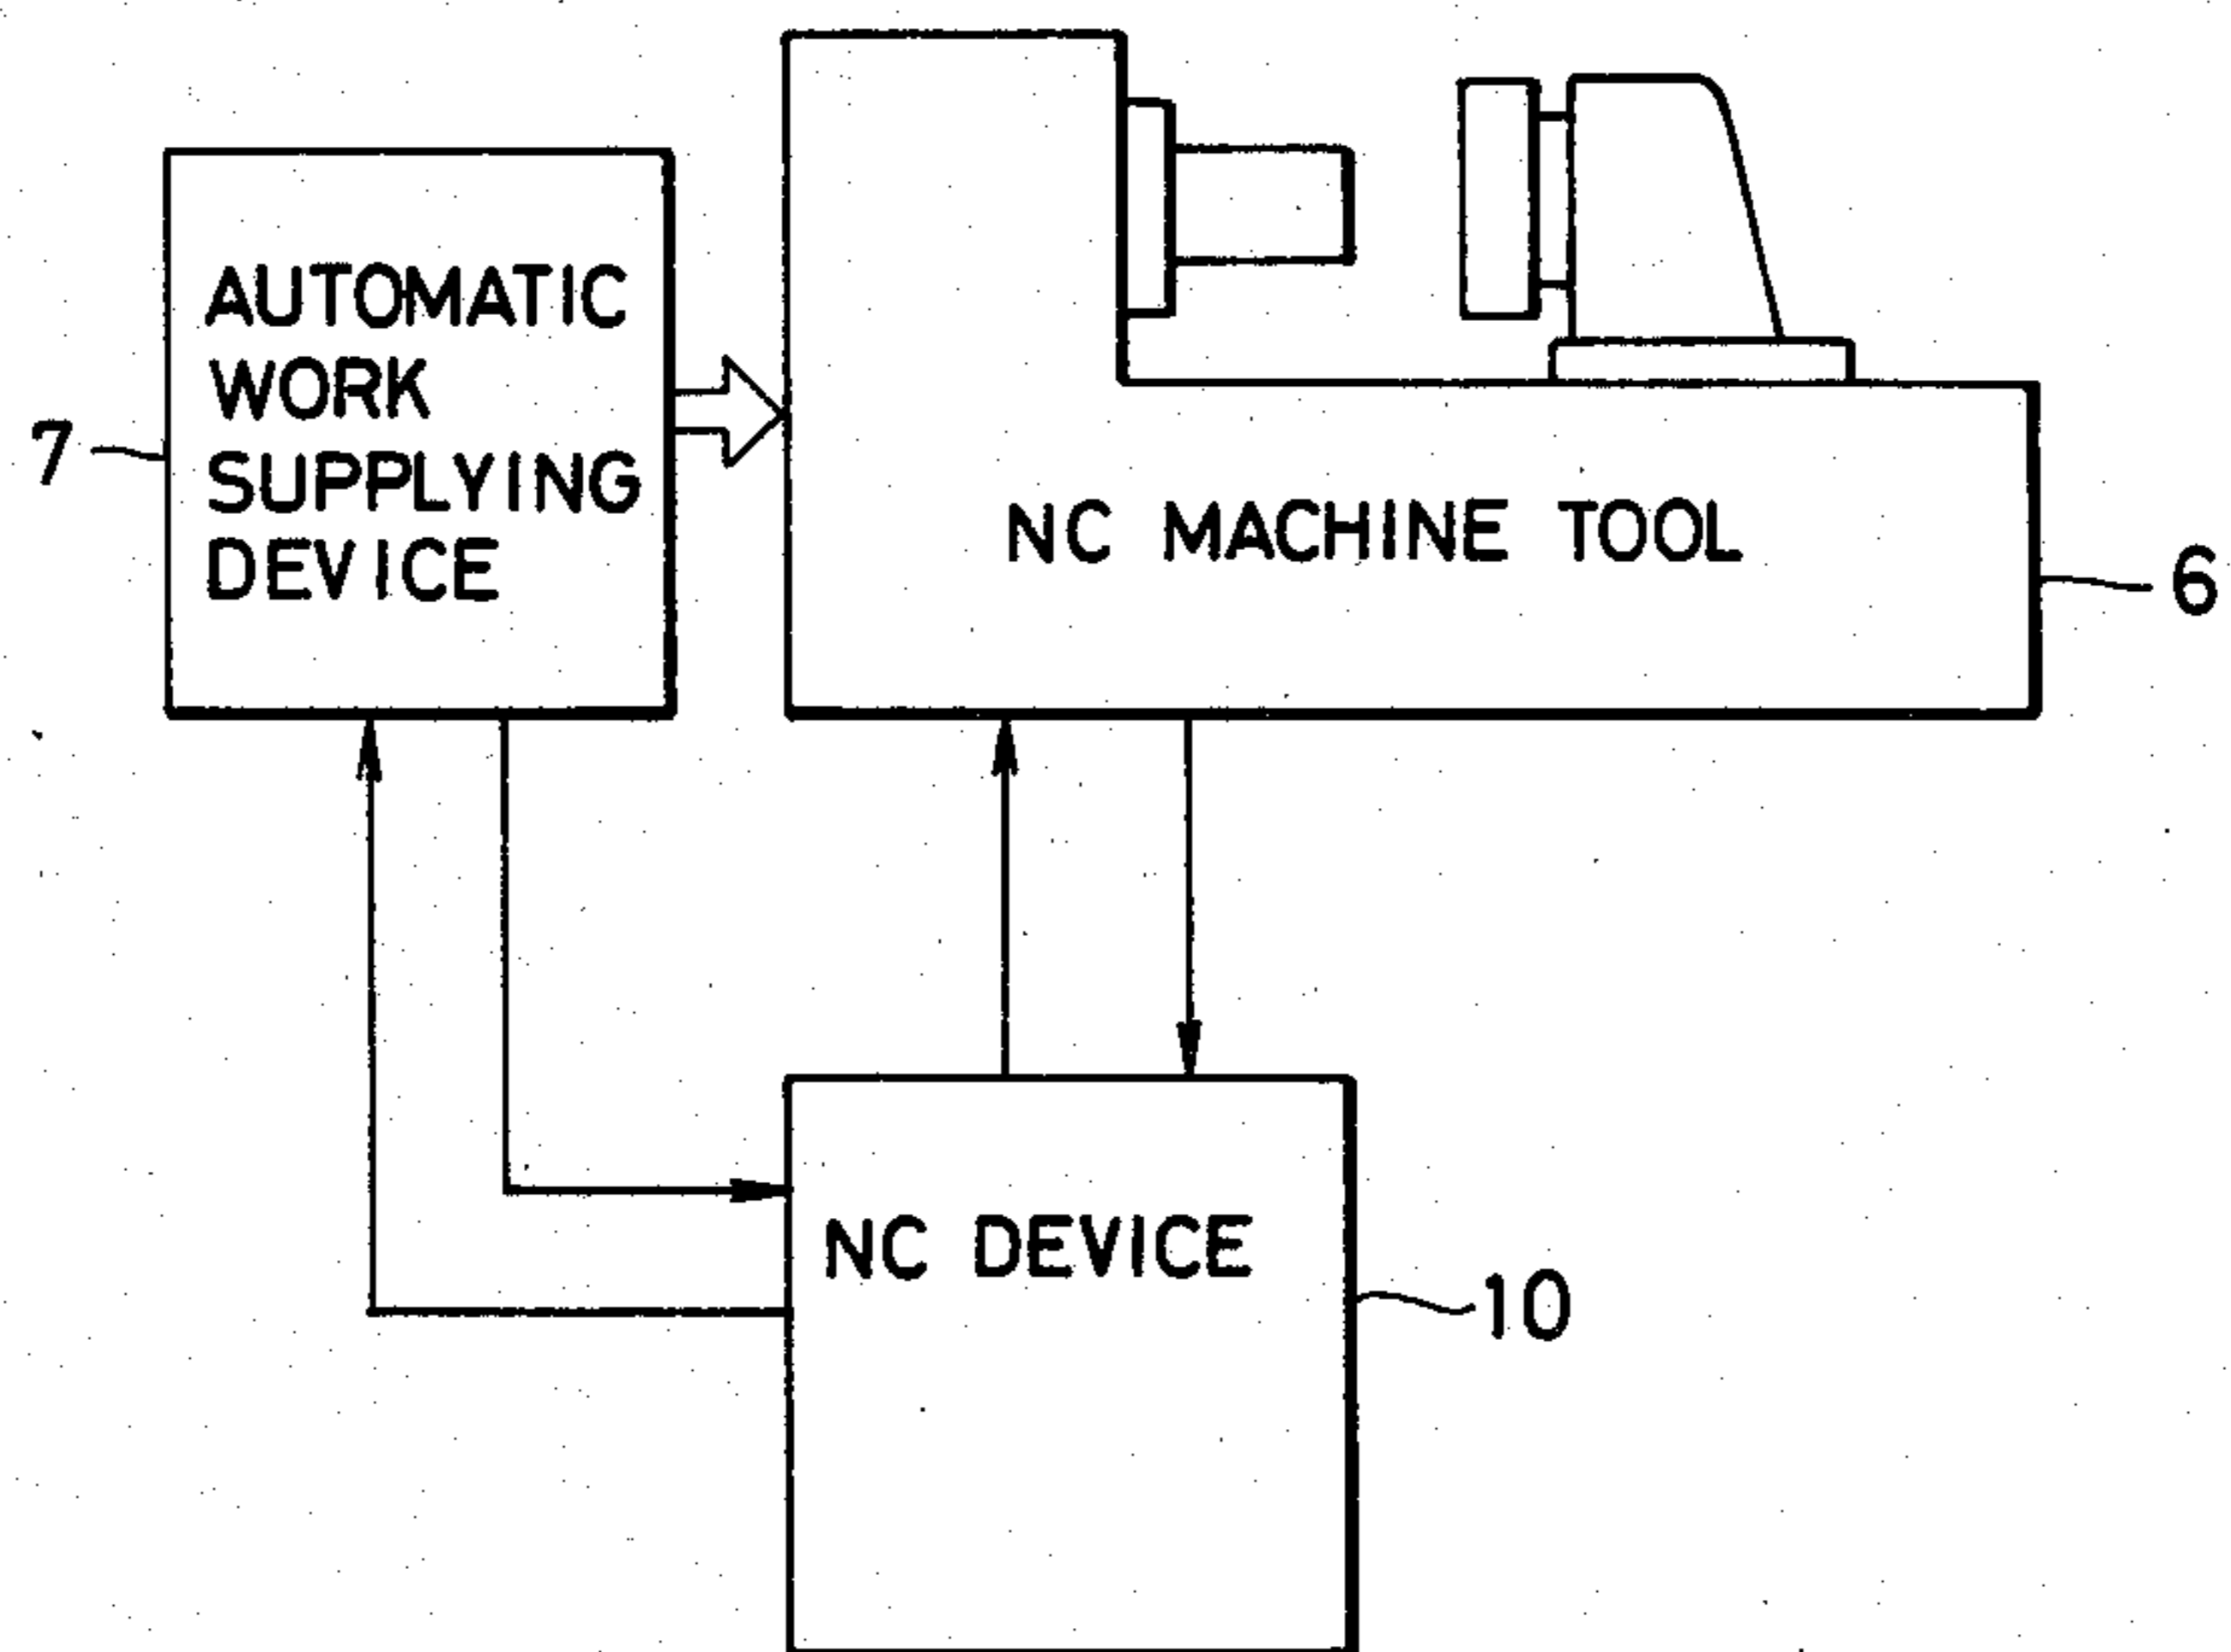 AUTOMATIC
WORK
SUPPLYING
DEVICE
7
NC MACHINE TOOL
6
NC DEVICE
10